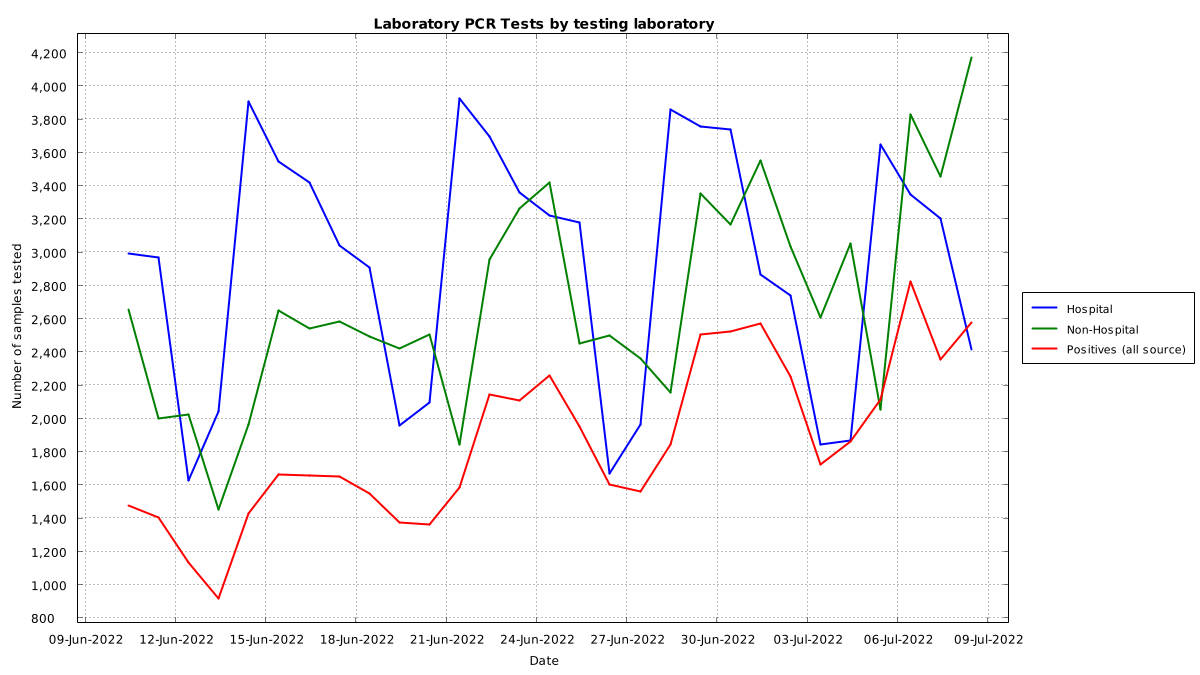 Laboratory PCR Tests by testing laboratory
4,200
4,000
3,800
3,600
3,400
3,200
3,000
2,800
2,600
2,400
2,200
2,000
1,800
1,600
1,400
1,200
1,000
800
Number of samples tested
09-Jun-2022 12-Jun-2022 15-Jun-2022 18-Jun-2022 21-Jun-2022 24-Jun-2022 27-Jun-2022 30-Jun-2022 03-Jul-2022 06-Jul-2022 09-Jul-2022
Date
Hospital
Non-Hospital
Positives (all source)